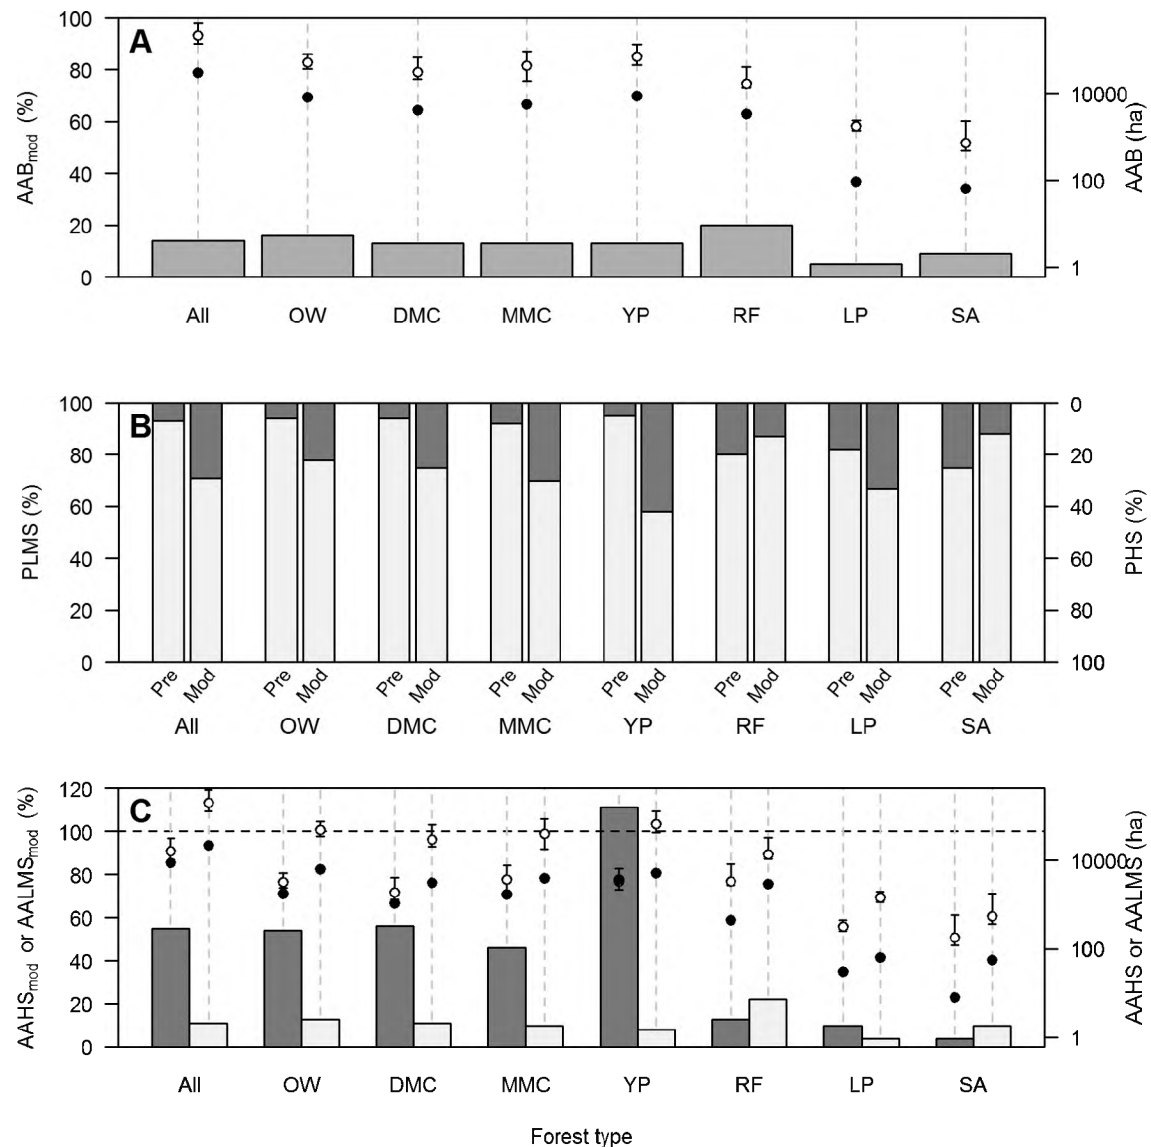 A
AAB_mod (%)
100
80
60
40
20
0
10000
100
1
AAB (ha)
All OW DMC MMC YP RF LP SA
B
PLMS (%)
100
80
60
40
20
0
0
20
40
60
80
100
PHS (%)
Pre Mod Pre Mod Pre Mod Pre Mod Pre Mod Pre Mod Pre Mod Pre Mod
All OW DMC MMC YP RF LP SA
C
AAHS_mod or AALMS_mod (%)
120
100
80
60
40
20
0
10000
100
1
AAHS or AALMS (ha)
All OW DMC MMC YP RF LP SA
Forest type